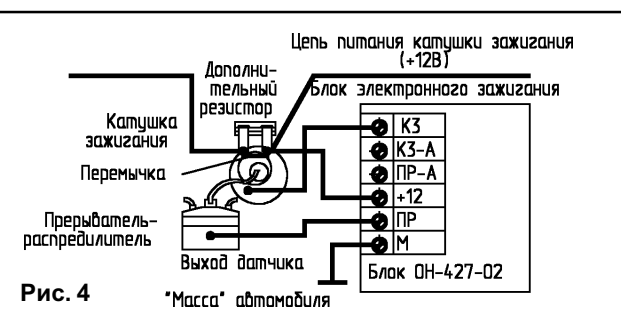 Цепь питания катушки зажигания
(+12В)
Дополни-
тельный
резистор
Блок электронного зажигания
Катушка
зажигания
Перемычка
КЗ
КЗ-А
ПР-А
+12
ПР
М
Прерыватель-
распредилитель
Выход датчика
Блок ОН-427-02
Рис. 4
"Масса" автомобиля